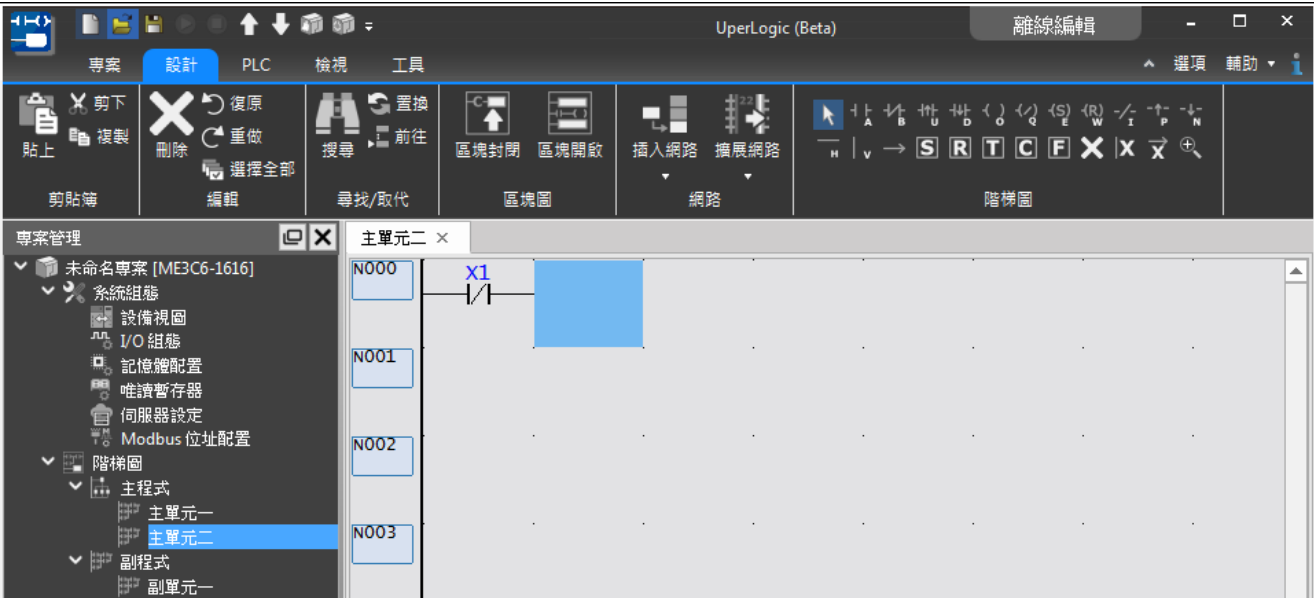 UperLogic (Beta)
離線編輯
專案 設計 PLC 檢視 工具
選項 輔助
貼上 剪下 複製
刪除 復原 重做 選擇全部
搜尋 置換 前往
區塊封閉 區塊開啟
插入網路 擴展網路
A B U D O Q (S) E (R) W I P N
H V S R T C F X X X
剪貼簿 編輯 尋找/取代 區塊圖 網路 階梯圖
專案管理
主單元二
未命名專案 [ME3C6-1616]
系統組態
設備視圖
I/O 組態
記憶體配置
唯讀暫存器
伺服器設定
Modbus 位址配置
階梯圖
主程式
主單元一
主單元二
副程式
副單元一
N000 X1
N001
N002
N003